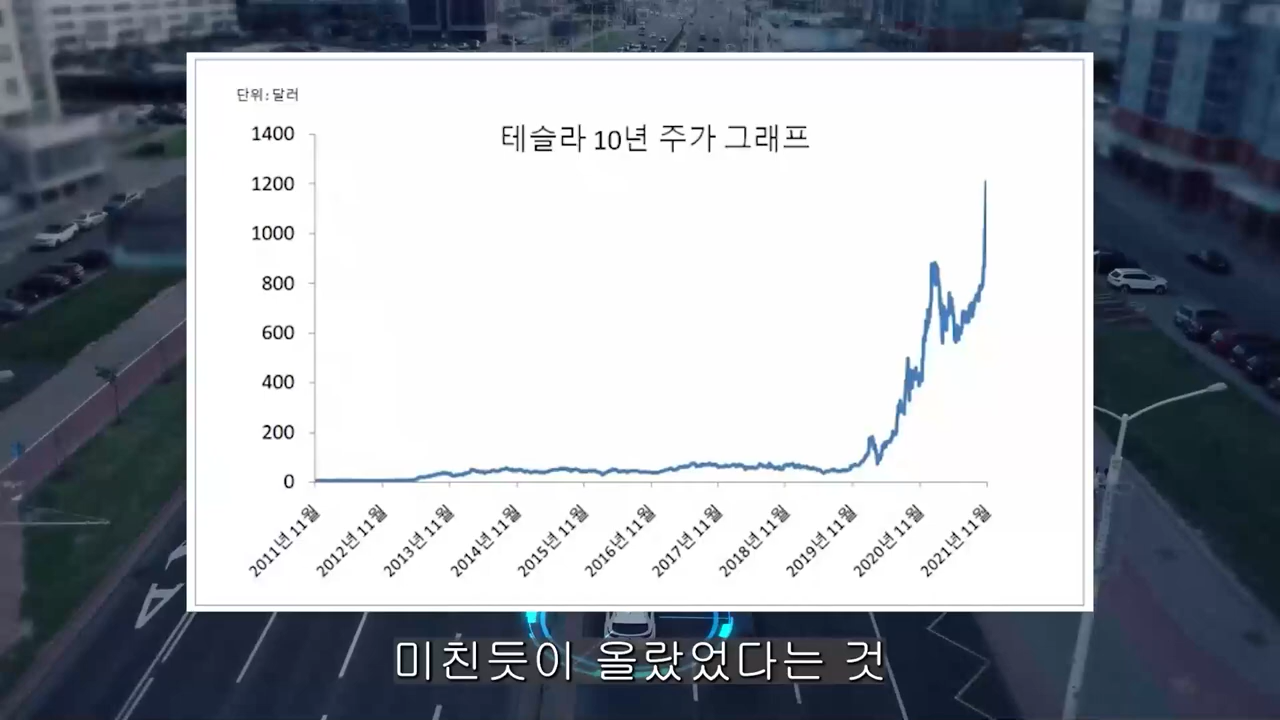 단위: 달러
테슬라 10년 주가 그래프
1400
1200
1000
800
600
400
200
0
2011년 11월
2012년 11월
2013년 11월
2014년 11월
2015년 11월
2016년 11월
2017년 11월
2018년 11월
2019년 11월
2020년 11월
2021년 11월
미친듯이 올랐었다는 것